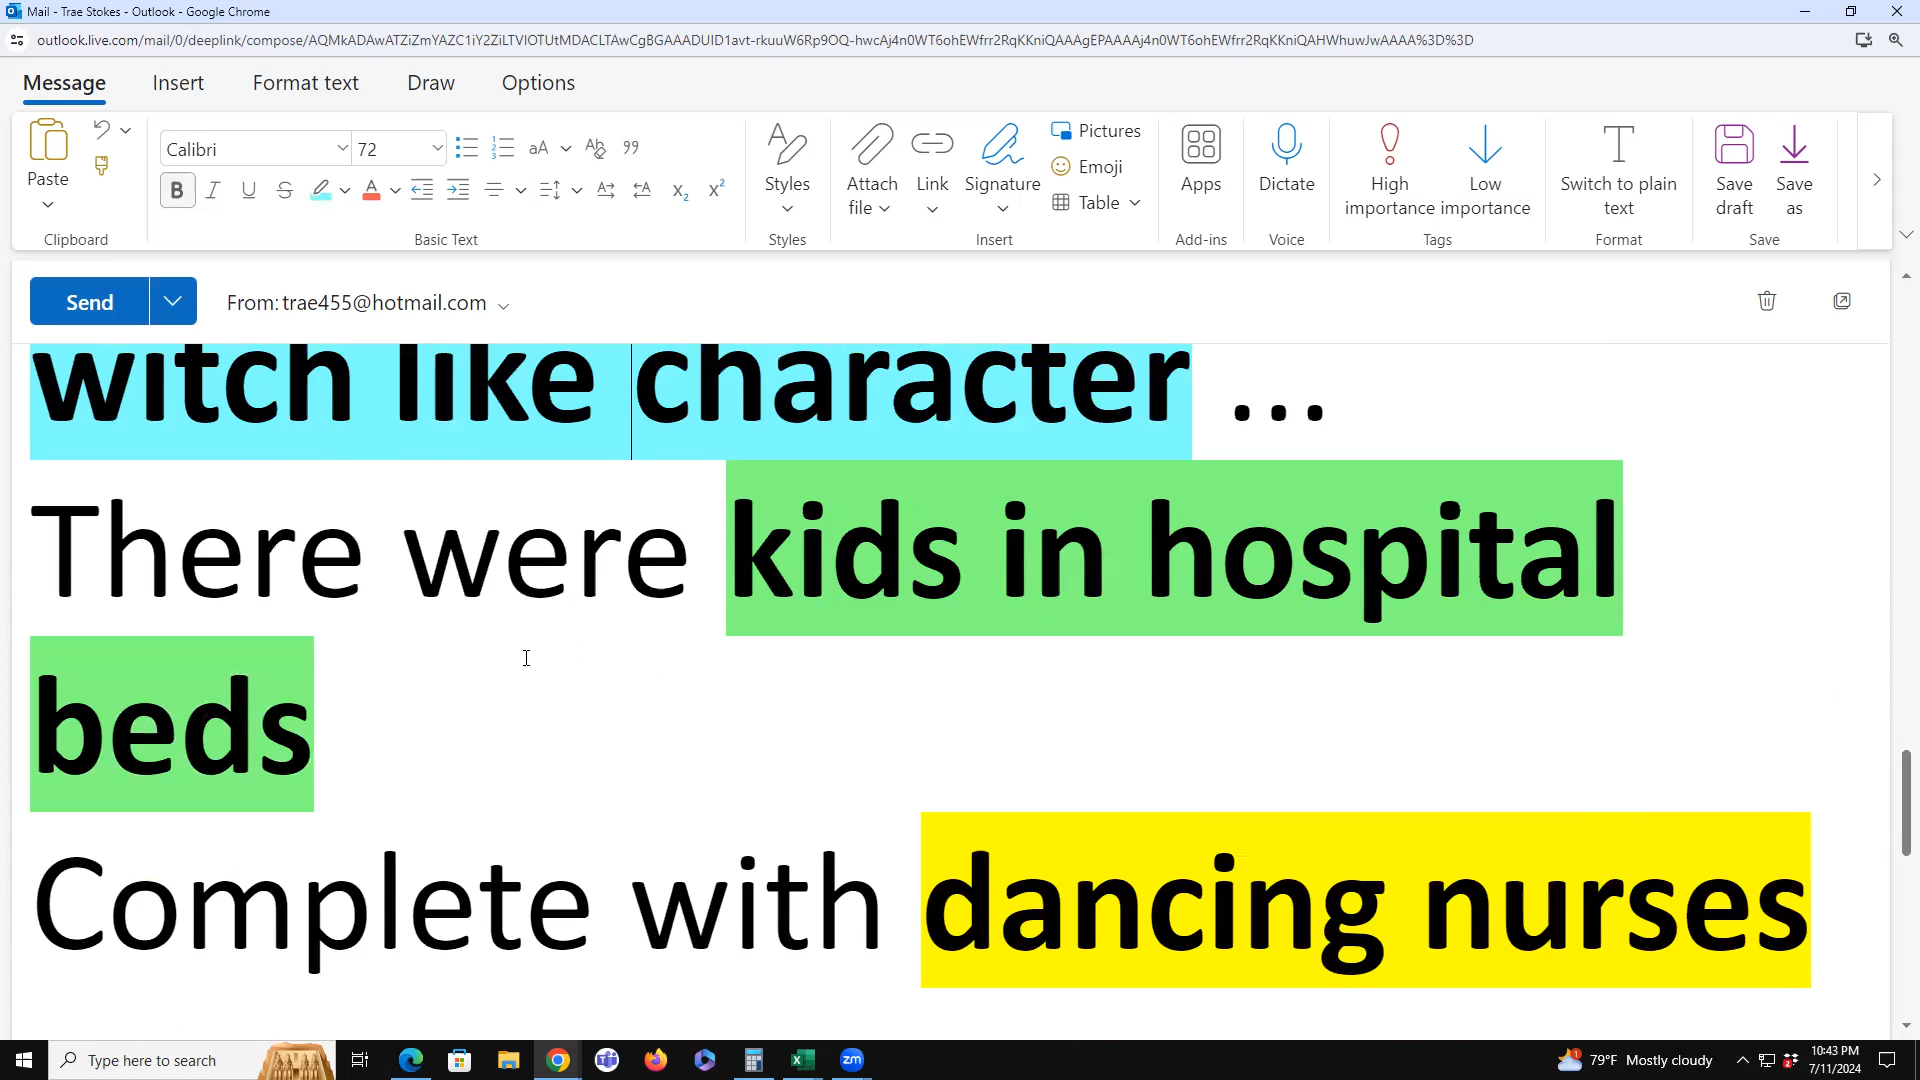 Mail - Trae Stokes - Outlook - Google Chrome
outlook.live.com/mail/0/deeplink/compose/AQMkADAwATZiZmYAZC1iY2ZiLTVIOTUtMDACLTAwCgBGAAADUID1avt-rkuuW6Rp9OQ-hwcAj4n0WT6ohEWfrr2RqKKniQAAAgEPAAAAj4n0WT6ohEWfrr2RqKKniQAHWhuwJwAAAA%3D%3D
Message Insert Format text Draw Options
Paste
Clipboard
Calibri 72
Basic Text
Styles
Styles
Attach file
Link
Signature
Pictures
Emoji
Table
Insert
Apps
Add-ins
Dictate
Voice
High importance
Low importance
Tags
Switch to plain text
Format
Save draft
Save as
Save
Send
From: trae455@hotmail.com
witch like character ...
There were kids in hospital
beds
Complete with dancing nurses
Type here to search
zm
79°F Mostly cloudy
10:43 PM
7/11/2024